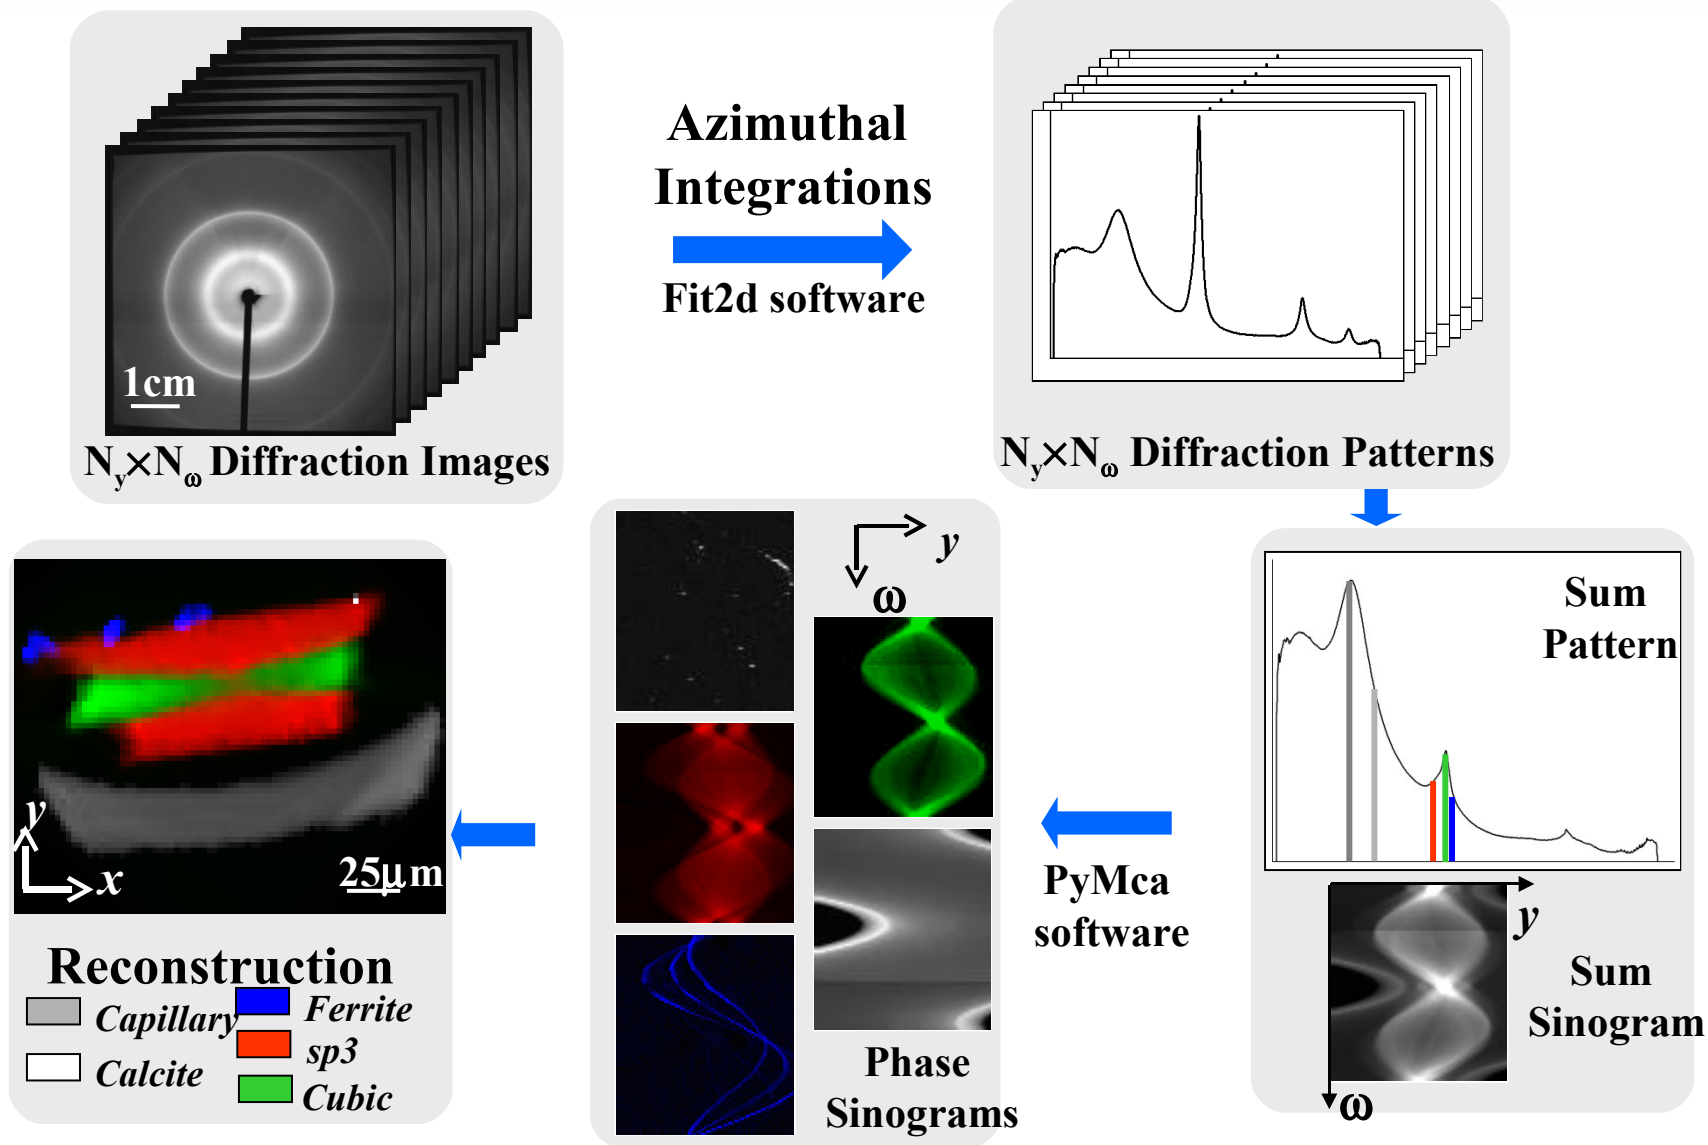 1cm
Ny×Nω Diffraction Images
Azimuthal
Integrations
Fit2d software
Ny×Nω Diffraction Patterns
Sum
Pattern
y
ω
Sum
Sinogram
PyMca
software
y
ω
Phase
Sinograms
y
x
25μm
Reconstruction
Capillary
Ferrite
sp3
Calcite
Cubic